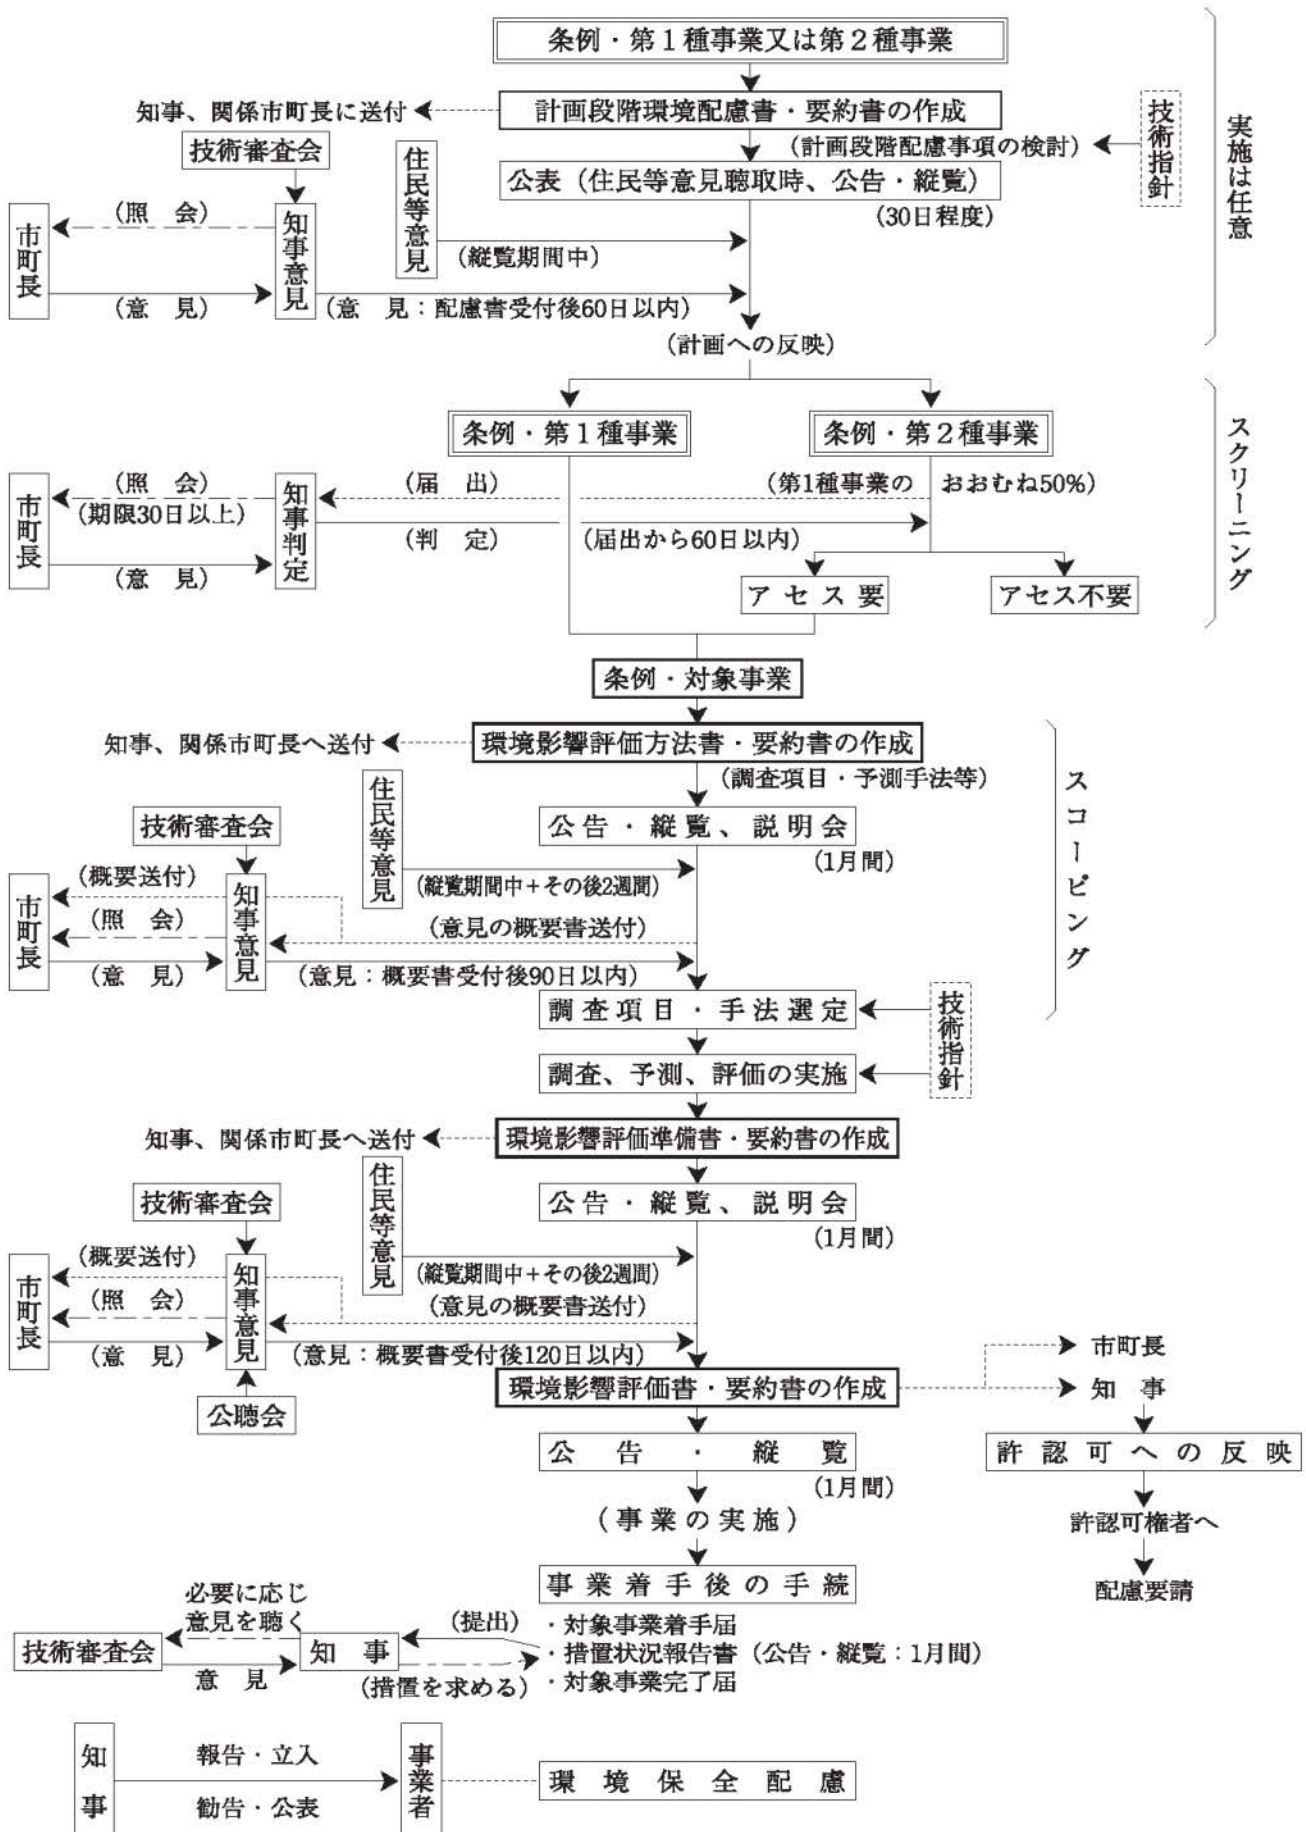 条例・第1種事業又は第2種事業
知事、関係市町長に送付
計画段階環境配慮書・要約書の作成
技術指針
実施は任意
(計画段階配慮事項の検討)
技術審査会
住民等意見
公表(住民等意見聴取時、公告・縦覧)
(30日程度)
市町長
(照 会)
知事意見
(縦覧期間中)
(意 見)
(意 見:配慮書受付後60日以内)
(計画への反映)
条例・第1種事業
条例・第2種事業
スクリーニング
市町長
(照 会)
(期限30日以上)
知事判定
(届 出)
(第1種事業の おおむね50%)
(判 定)
(届出から60日以内)
(意 見)
アセス要
アセス不要
条例・対象事業
知事、関係市町長へ送付
環境影響評価方法書・要約書の作成
(調査項目・予測手法等)
スコーピング
住民等意見
技術審査会
公告・縦覧、説明会
(1月間)
(縦覧期間中+その後2週間)
市町長
(概要送付)
知事意見
(照 会)
(意見の概要書送付)
(意 見)
(意見:概要書受付後90日以内)
調査項目・手法選定
技術指針
調査、予測、評価の実施
知事、関係市町長へ送付
環境影響評価準備書・要約書の作成
住民等意見
技術審査会
公告・縦覧、説明会
(1月間)
(縦覧期間中+その後2週間)
市町長
(概要送付)
知事意見
(照 会)
(意見の概要書送付)
(意 見)
(意見:概要書受付後120日以内)
市町長
環境影響評価書・要約書の作成
知 事
公聴会
公告・縦覧
(1月間)
許認可への反映
(事業の実施)
許認可権者へ
事業着手後の手続
配慮要請
必要に応じ
意見を聴く
(提出)
・対象事業着手届
技術審査会
知 事
・措置状況報告書(公告・縦覧:1月間)
意 見
(措置を求める)
・対象事業完了届
知事
報告・立入
勧告・公表
事業者
環境保全配慮